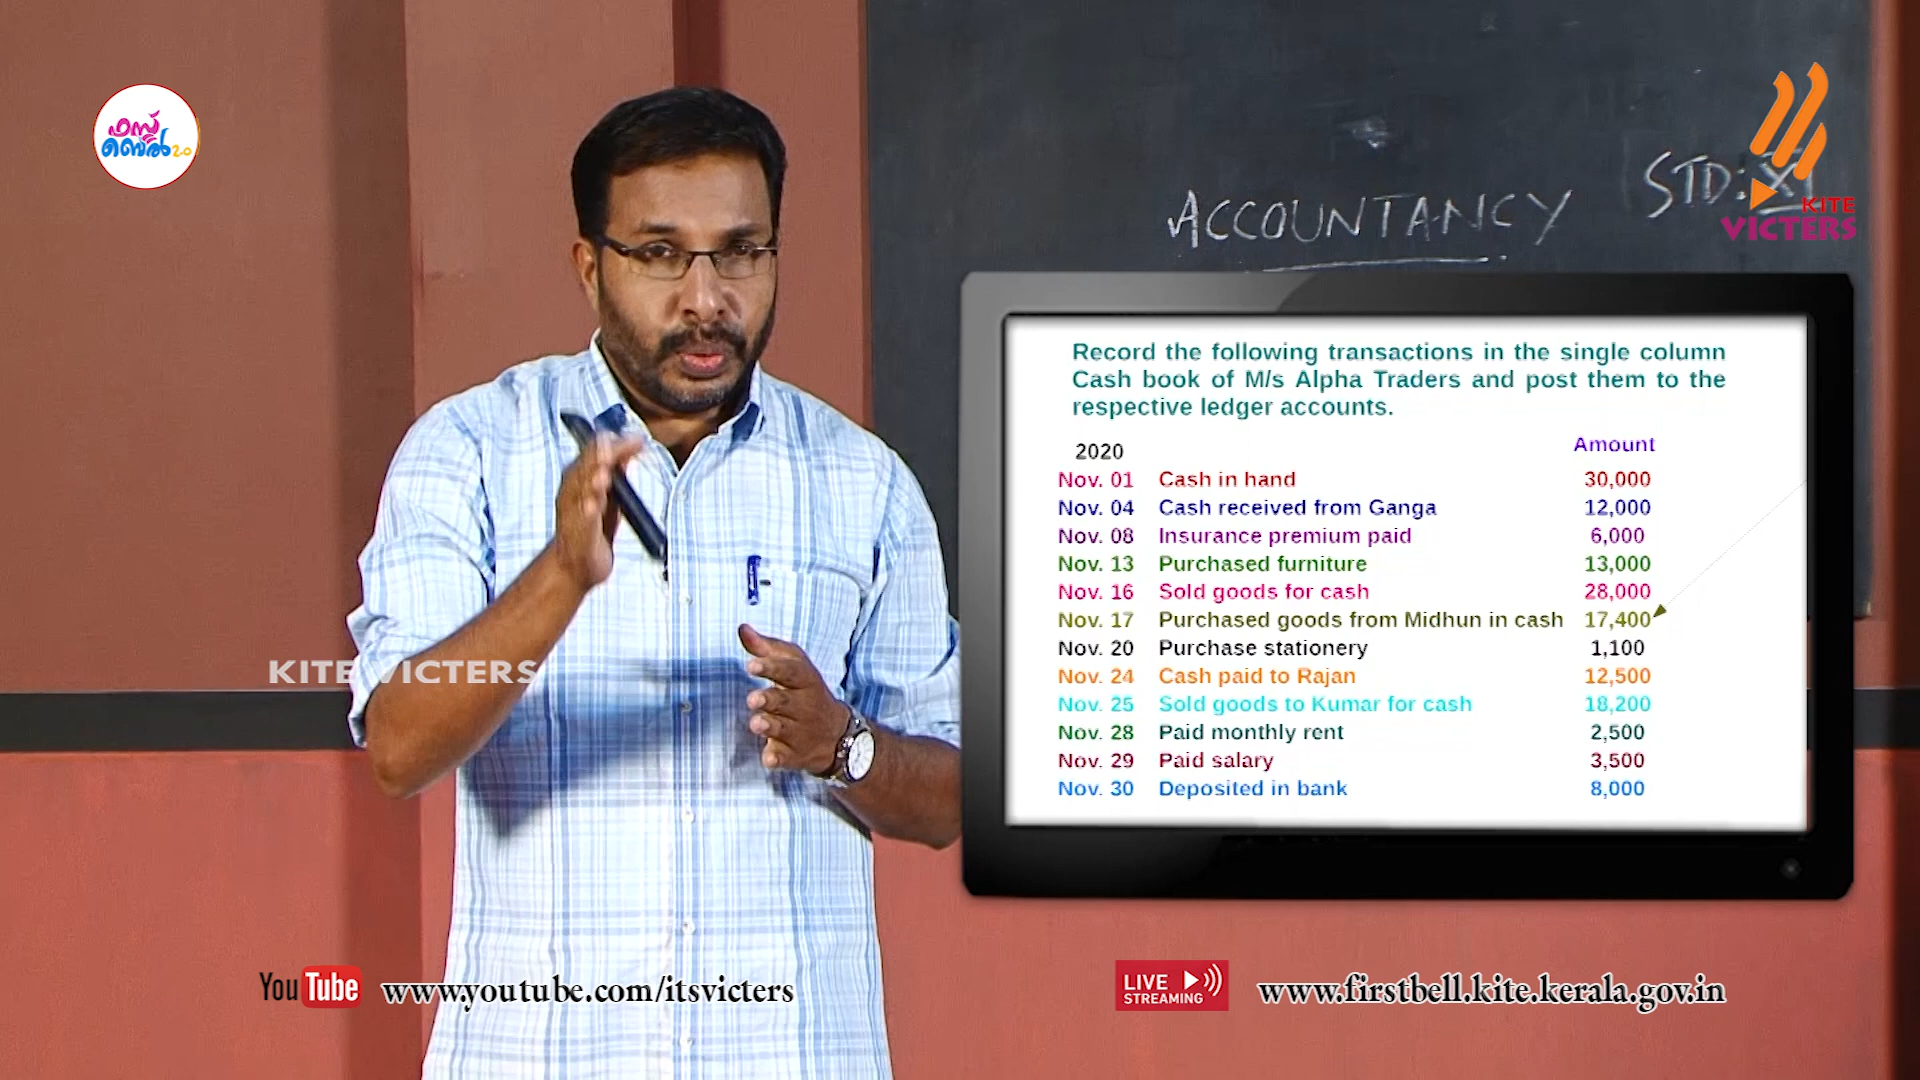 ഫസ്റ്റ്
ബെൽ 2.0
ACCOUNTANCY
STD: XI
KITE
VICTERS
Record the following transactions in the single column
Cash book of M/s Alpha Traders and post them to the
respective ledger accounts.
2020 Amount
Nov. 01 Cash in hand 30,000
Nov. 04 Cash received from Ganga 12,000
Nov. 08 Insurance premium paid 6,000
Nov. 13 Purchased furniture 13,000
Nov. 16 Sold goods for cash 28,000
Nov. 17 Purchased goods from Midhun in cash 17,400
Nov. 20 Purchase stationery 1,100
Nov. 24 Cash paid to Rajan 12,500
Nov. 25 Sold goods to Kumar for cash 18,200
Nov. 28 Paid monthly rent 2,500
Nov. 29 Paid salary 3,500
Nov. 30 Deposited in bank 8,000
KITE VICTERS
YouTube www.youtube.com/itsvicters
LIVE
STREAMING
www.firstbell.kite.kerala.gov.in